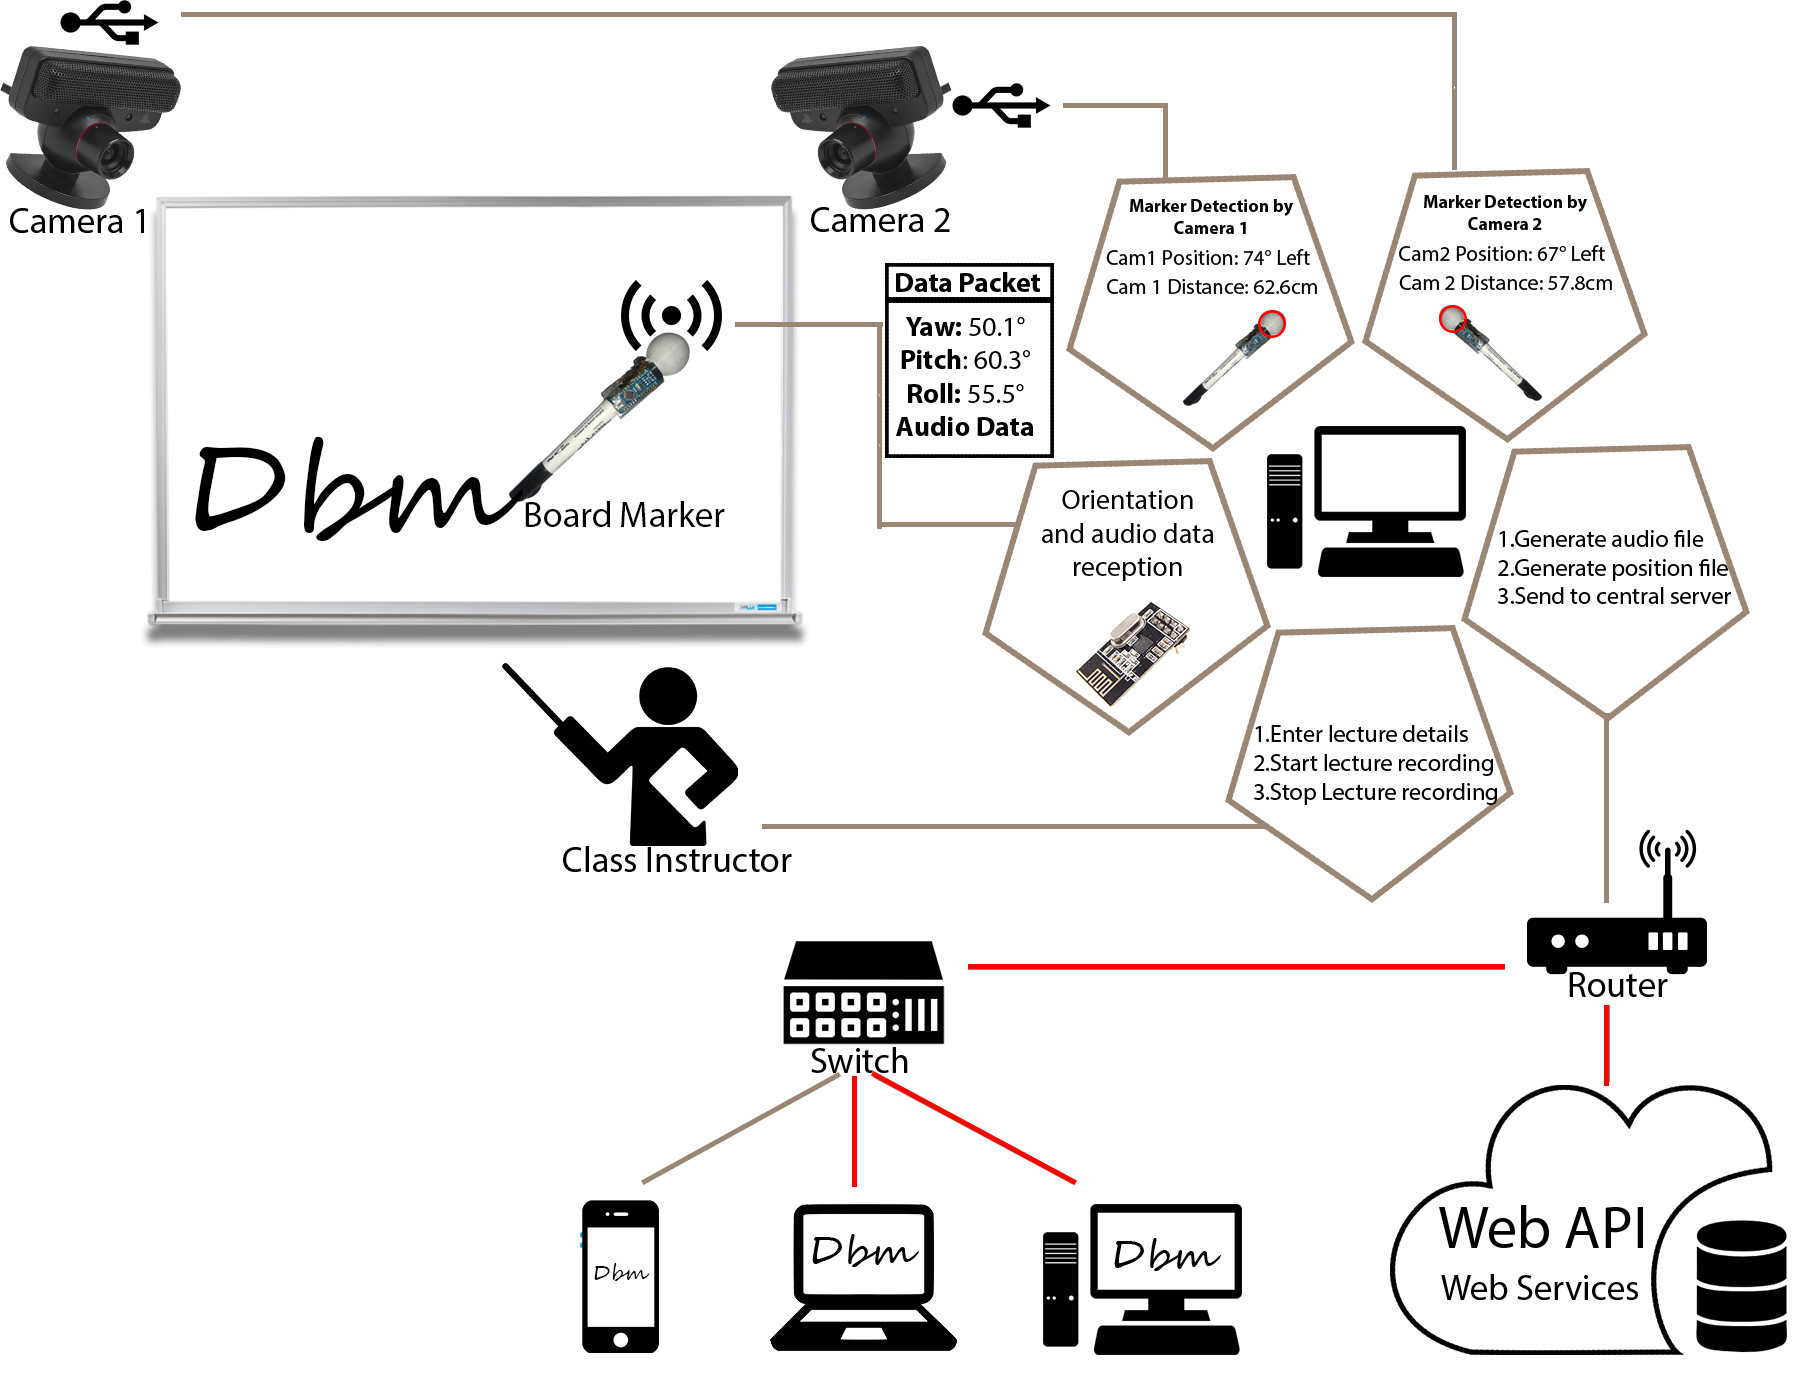 Camera 1
Camera 2
Marker Detection by
Camera 1
Cam1 Position: 74° Left
Cam 1 Distance: 62.6cm
Marker Detection by
Camera 2
Cam2 Position: 67° Left
Cam 2 Distance: 57.8cm
Data Packet
Yaw: 50.1°
Pitch: 60.3°
Roll: 55.5°
Audio Data
Dbm
Board Marker
Orientation
and audio data
reception
1.Generate audio file
2.Generate position file
3.Send to central server
1.Enter lecture details
2.Start lecture recording
3.Stop Lecture recording
Class Instructor
Router
Switch
Dbm
Dbm
Dbm
Web API
Web Services